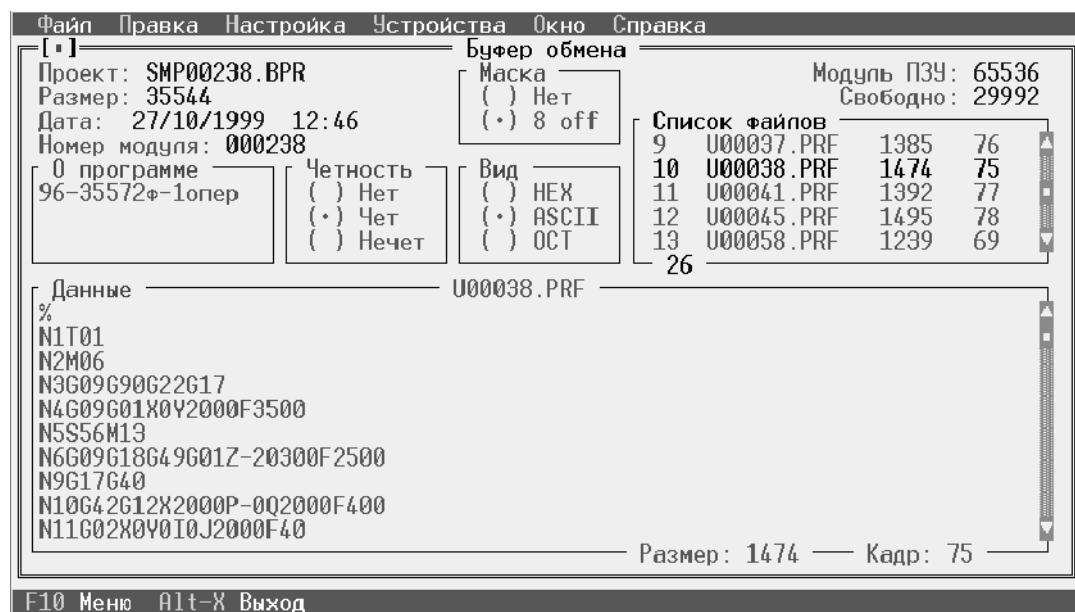 Файл Правка Настройка Устройства Окно Справка
Буфер обмена
Проект: SMP00238.BPR
Размер: 35544
Дата: 27/10/1999 12:46
Номер модуля: 000238
Маска
( ) Нет
(•) 8 off
Модуль ПЗУ: 65536
Свободно: 29992
О программе
96-35572ф-1опер
Четность
( ) Нет
(•) Чет
( ) Нечет
Вид
( ) HEX
(•) ASCII
( ) OCT
Список файлов
9 U00037.PRF 1385 76
10 U00038.PRF 1474 75
11 U00041.PRF 1392 77
12 U00045.PRF 1495 78
13 U00058.PRF 1239 69
26
Данные U00038.PRF
%
N1T01
N2M06
N3G09G90G22G17
N4G09G01X0Y2000F3500
N5S56M13
N6G09G18G49G01Z-20300F2500
N9G17G40
N10G42G12X2000P-0Q2000F400
N11G02X0Y0I0J2000F40
Размер: 1474 Кадр: 75
F10 Меню Alt-X Выход